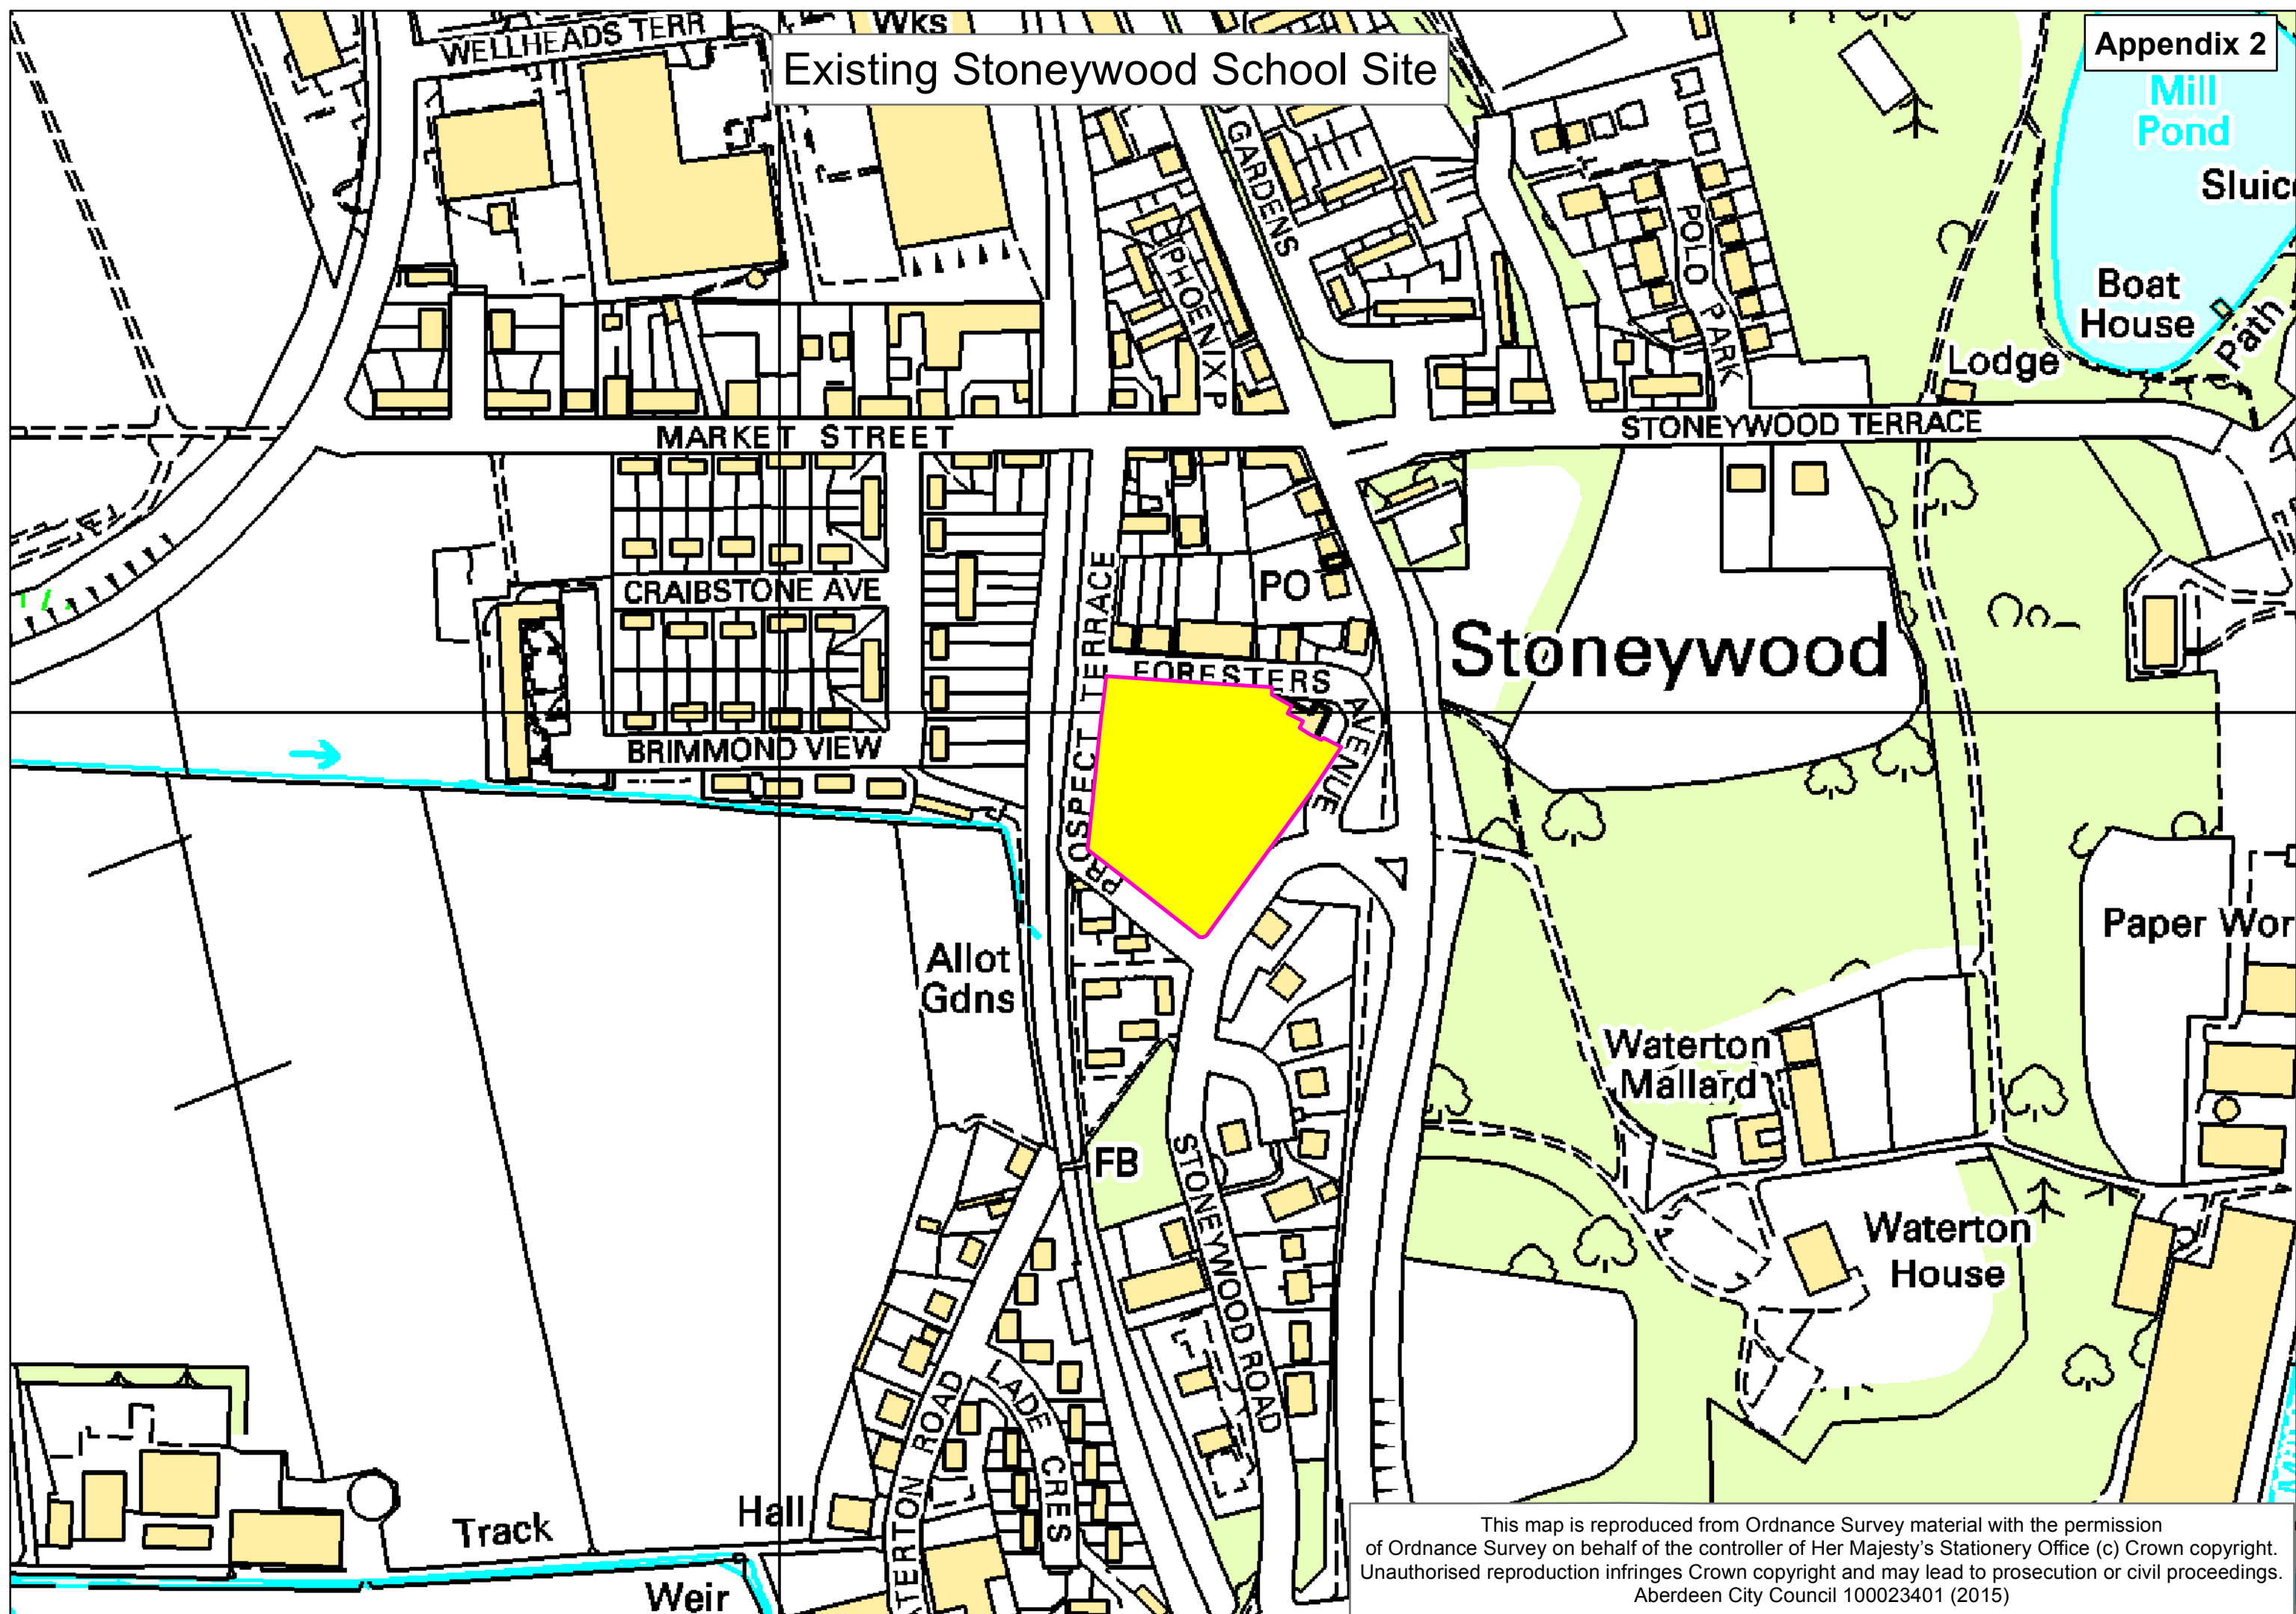 WELLHEADS TERR
Wks
Existing Stoneywood School Site
Appendix 2
Mill
Pond
GARDENS
POLO PARK
PHOENIX P
Boat
House
Path
Lodge
MARKET STREET
STONEYWOOD TERRACE
CRAIBSTONE AVE
PO
Stoneywood
PROSPECT TERRACE
FORESTERS
AVENUE
BRIMMOND VIEW
PRO
Allot
Gdns
Paper Wor
Waterton
Mallard
FB
STONEYWOOD ROAD
Waterton
House
LADE CRES
ATERTON ROAD
Hall
Track
Weir
This map is reproduced from Ordnance Survey material with the permission
of Ordnance Survey on behalf of the controller of Her Majesty's Stationery Office (c) Crown copyright.
Unauthorised reproduction infringes Crown copyright and may lead to prosecution or civil proceedings.
Aberdeen City Council 100023401 (2015)